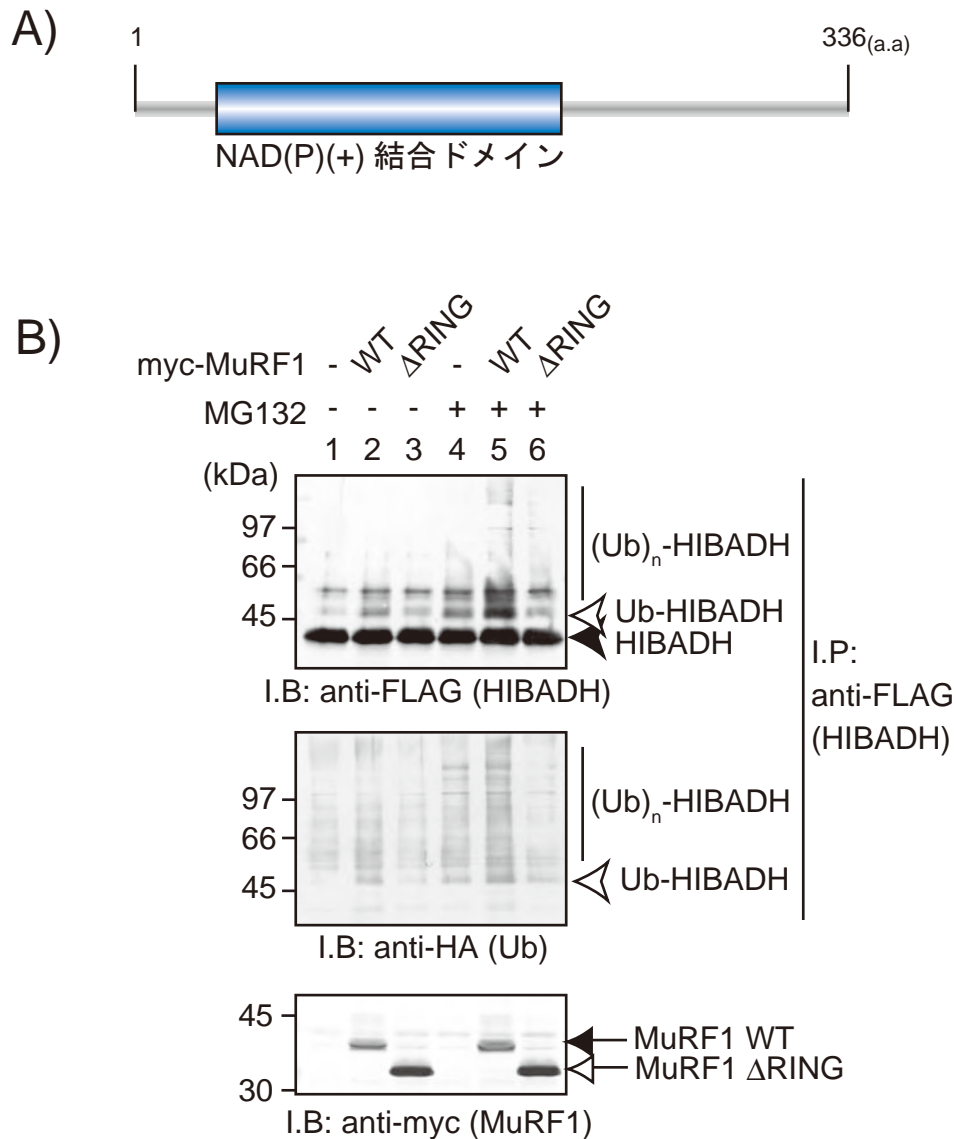 A)
1 336(a.a)
NAD(P)(+) 結合ドメイン
B)
myc-MuRF1 - WT ΔRING - WT ΔRING
MG132 - - - + + +
1 2 3 4 5 6
(kDa)
97
66
45
(Ub)n-HIBADH
Ub-HIBADH
HIBADH
I.B: anti-FLAG (HIBADH)
I.P:
anti-FLAG
(HIBADH)
97
66
45
(Ub)n-HIBADH
Ub-HIBADH
I.B: anti-HA (Ub)
45
30
MuRF1 WT
MuRF1 ΔRING
I.B: anti-myc (MuRF1)